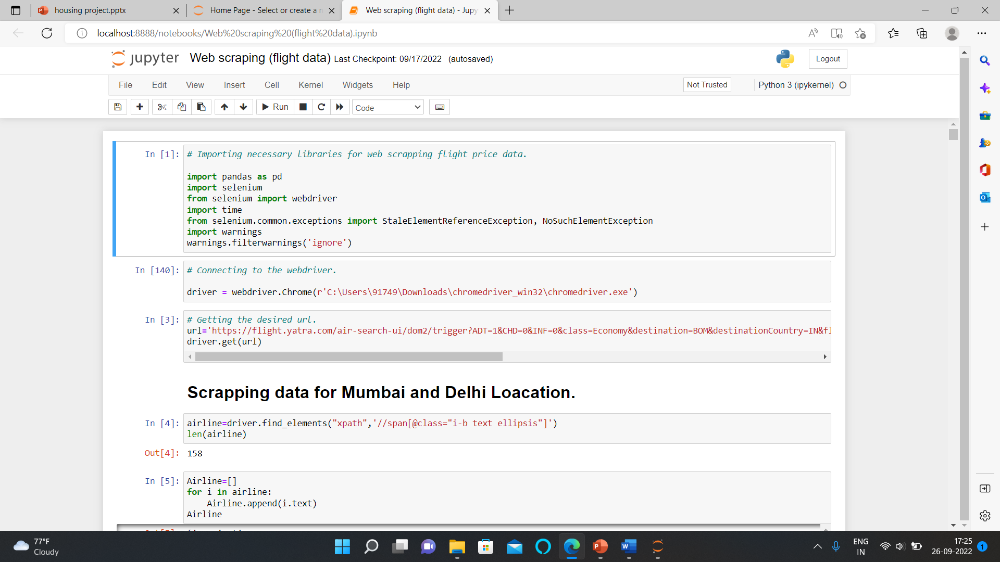 housing project.pptx
Home Page - Select or create a n
Web scraping (flight data) - Jupy
localhost:8888/notebooks/Web%20scraping%20(flight%20data).ipynb
jupyter Web scraping (flight data) Last Checkpoint: 09/17/2022 (autosaved)
Logout
File Edit View Insert Cell Kernel Widgets Help
Not Trusted
Python 3 (ipykernel)
Run
Code
In [1]: # Importing necessary libraries for web scrapping flight price data.
import pandas as pd
import selenium
from selenium import webdriver
import time
from selenium.common.exceptions import StaleElementReferenceException, NoSuchElementException
import warnings
warnings.filterwarnings('ignore')
In [140]: # Connecting to the webdriver.
driver = webdriver.Chrome(r'C:\Users\91749\Downloads\chromedriver_win32\chromedriver.exe')
In [3]: # Getting the desired url.
url='https://flight.yatra.com/air-search-ui/dom2/trigger?ADT=1&CHD=0&INF=0&class=Economy&destination=BOM&destinationCountry=IN&fl
driver.get(url)
Scrapping data for Mumbai and Delhi Loacation.
In [4]: airline=driver.find_elements("xpath",'//span[@class="i-b text ellipsis"]')
len(airline)
Out[4]: 158
In [5]: Airline=[]
for i in airline:
    Airline.append(i.text)
Airline
77°F
Cloudy
ENG
IN
17:25
26-09-2022
1